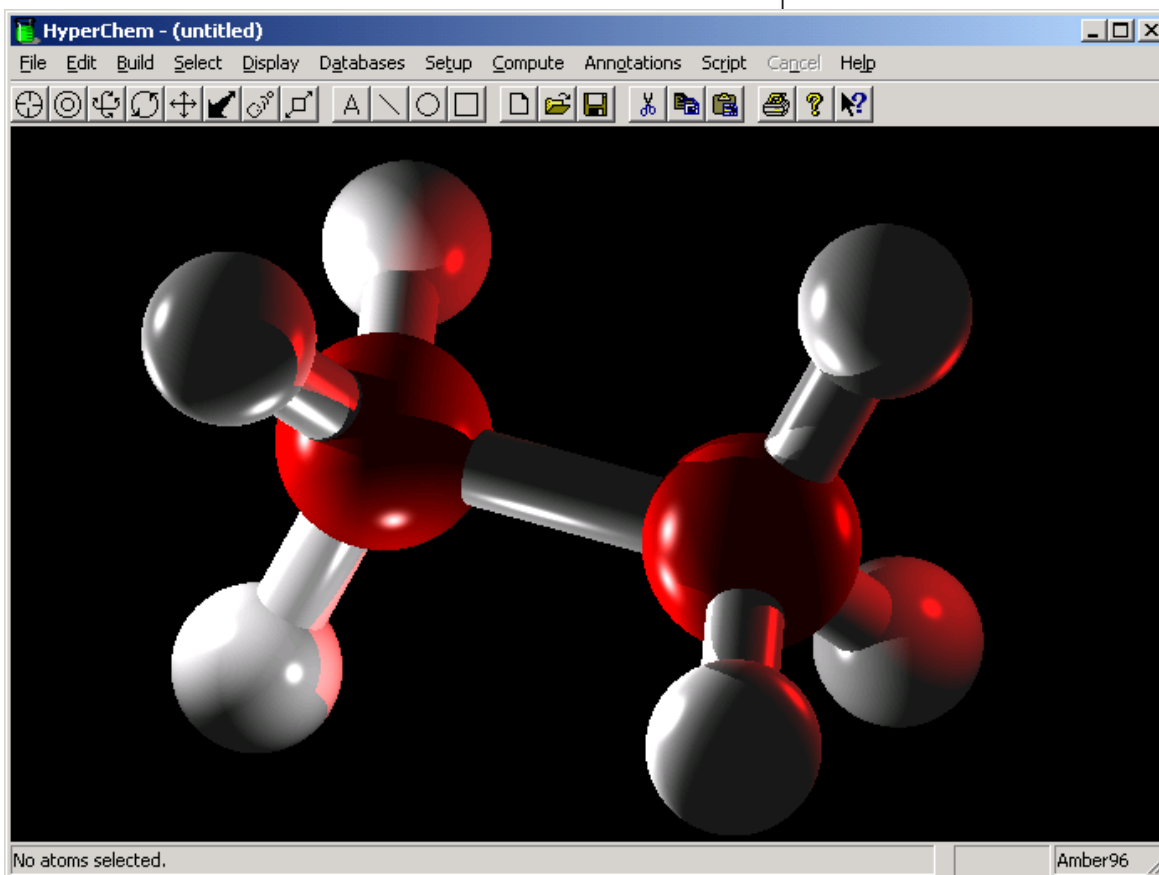 HyperChem - (untitled)
File Edit Build Select Display Databases Setup Compute Annotations Script Cancel Help
A ? ?
No atoms selected. Amber96